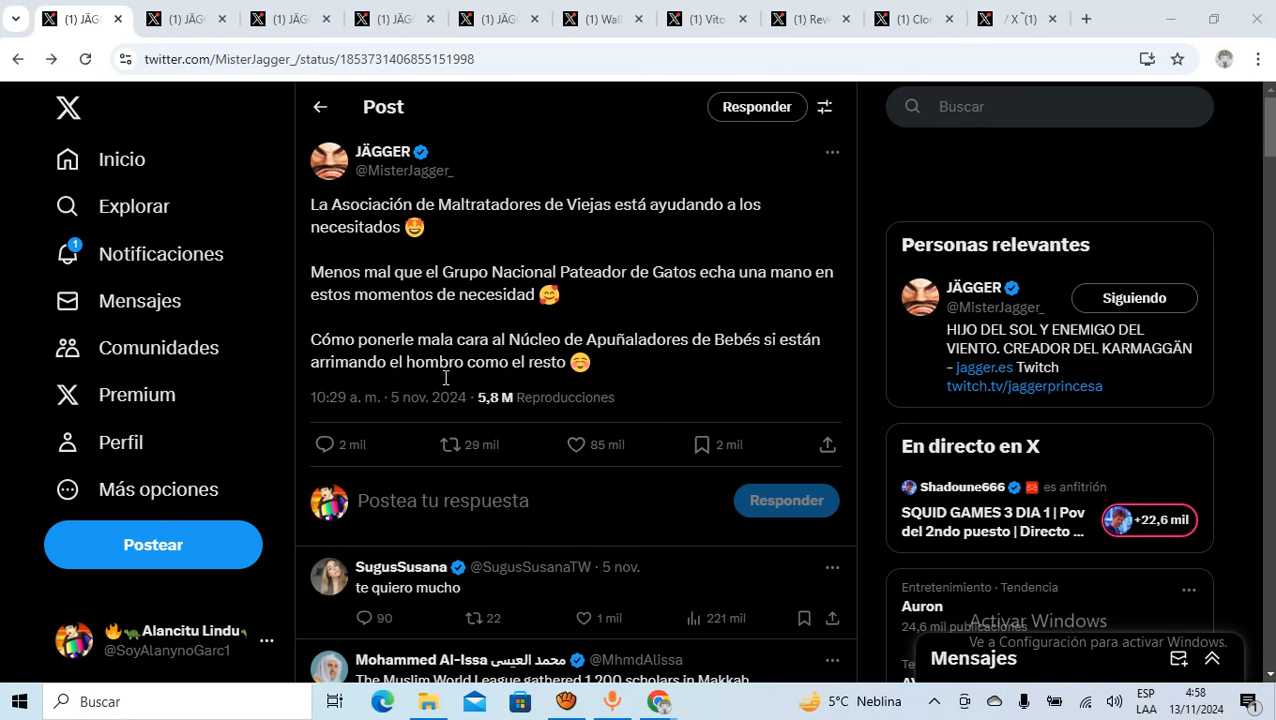 (1) JÄG
(1) JÄG
(1) JÄG
(1) JÄG
(1) JÄG
(1) Wall
(1) Vito
(1) Reve
(1) Clon
/ X
twitter.com/MisterJagger_/status/1853731406855151998
Inicio
Explorar
1
Notificaciones
Mensajes
Comunidades
Premium
Perfil
Más opciones
Postear
🔥🐢Alancitu Lindu
@SoyAlanynoGarc1
Post
Responder
JÄGGER
@MisterJagger_
La Asociación de Maltratadores de Viejas está ayudando a los
necesitados 🤩
Menos mal que el Grupo Nacional Pateador de Gatos echa una mano en
estos momentos de necesidad 🥰
Cómo ponerle mala cara al Núcleo de Apuñaladores de Bebés si están
arrimando el hombro como el resto ☺️
10:29 a. m. · 5 nov. 2024 · 5,8 M Reproducciones
2 mil 29 mil 85 mil 2 mil
Postea tu respuesta
Responder
SugusSusana @SugusSusanaTW · 5 nov.
te quiero mucho
90 22 1 mil 221 mil
Mohammed Al-Issa محمد العيسى @MhmdAlissa
The Muslim World League gathered 1,200 scholars in Makkah
Buscar
Personas relevantes
JÄGGER
@MisterJagger_
Siguiendo
HIJO DEL SOL Y ENEMIGO DEL
VIENTO. CREADOR DEL KARMAGGÄN
- jagger.es Twitch
twitch.tv/jaggerprincesa
En directo en X
Shadoune666 es anfitrión
SQUID GAMES 3 DIA 1 | Pov
del 2ndo puesto | Directo ...
+22,6 mil
Entretenimiento · Tendencia
Auron
24,6 mil publicaciones
Activar Windows
Ve a Configuración para activar Windows.
Mensajes
Buscar
5°C Neblina
ESP
LAA
4:58
13/11/2024
1